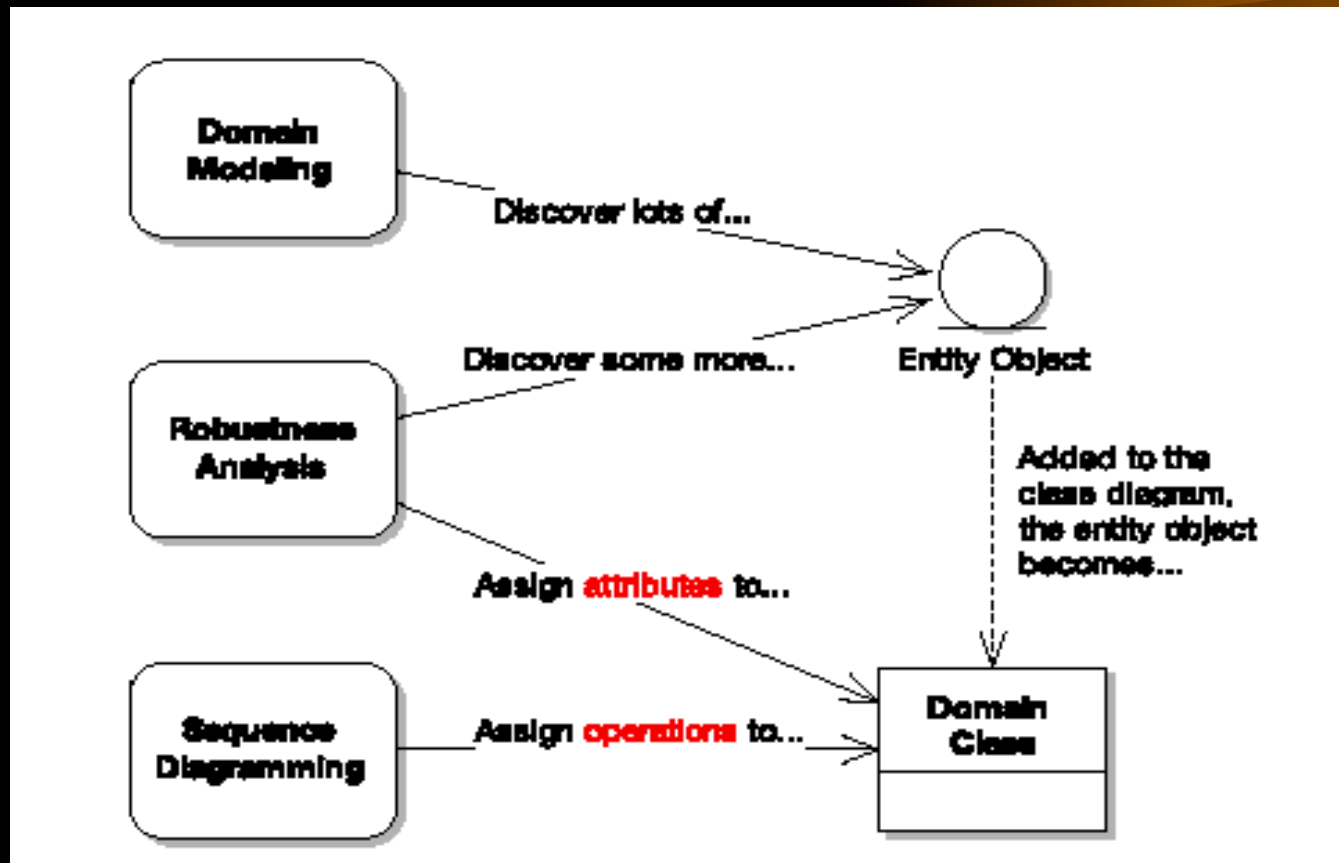 Domain
Modeling
Discover lots of...
Discover some more...
Entity Object
Robustness
Analysis
Added to the
class diagram,
the entity object
becomes...
Assign attributes to...
Sequence
Diagramming
Assign operations to...
Domain
Class